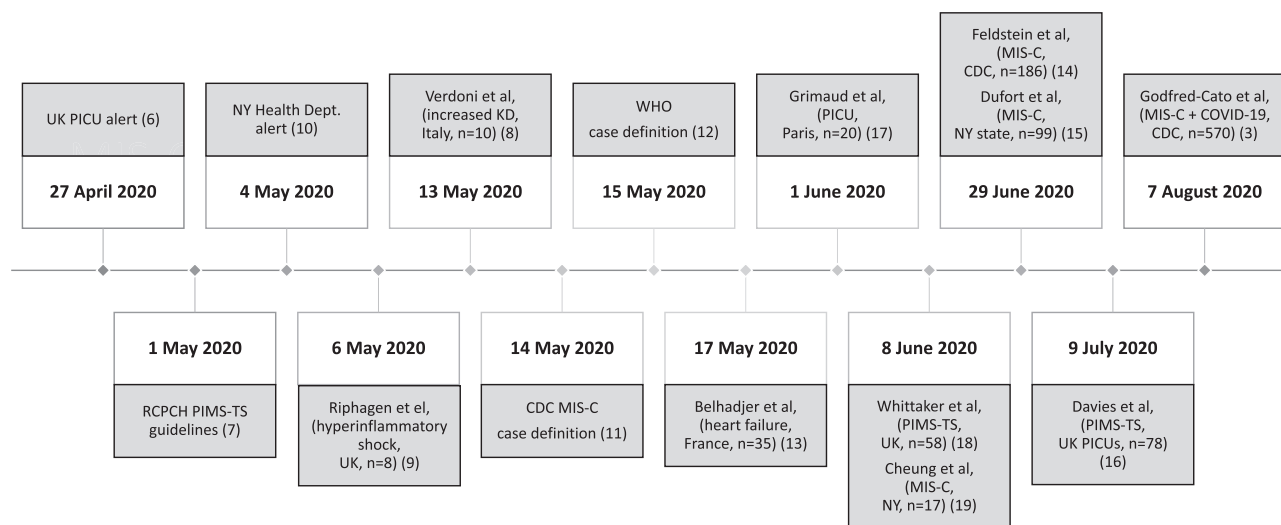 UK PICU alert (6)
27 April 2020
NY Health Dept.
alert (10)
4 May 2020
Verdoni et al,
(increased KD,
Italy, n=10) (8)
13 May 2020
WHO
case definition (12)
15 May 2020
Grimaud et al,
(PICU,
Paris, n=20) (17)
1 June 2020
Feldstein et al,
(MIS-C,
CDC, n=186) (14)
Dufort et al,
(MIS-C,
NY state, n=99) (15)
29 June 2020
Godfred-Cato et al,
(MIS-C + COVID-19,
CDC, n=570) (3)
7 August 2020
1 May 2020
RCPCH PIMS-TS
guidelines (7)
6 May 2020
Riphagen et el,
(hyperinflammatory
shock,
UK, n=8) (9)
14 May 2020
CDC MIS-C
case definition (11)
17 May 2020
Belhadjer et al,
(heart failure,
France, n=35) (13)
8 June 2020
Whittaker et al,
(PIMS-TS,
UK, n=58) (18)
Cheung et al,
(MIS-C,
NY, n=17) (19)
9 July 2020
Davies et al,
(PIMS-TS,
UK PICUs, n=78)
(16)